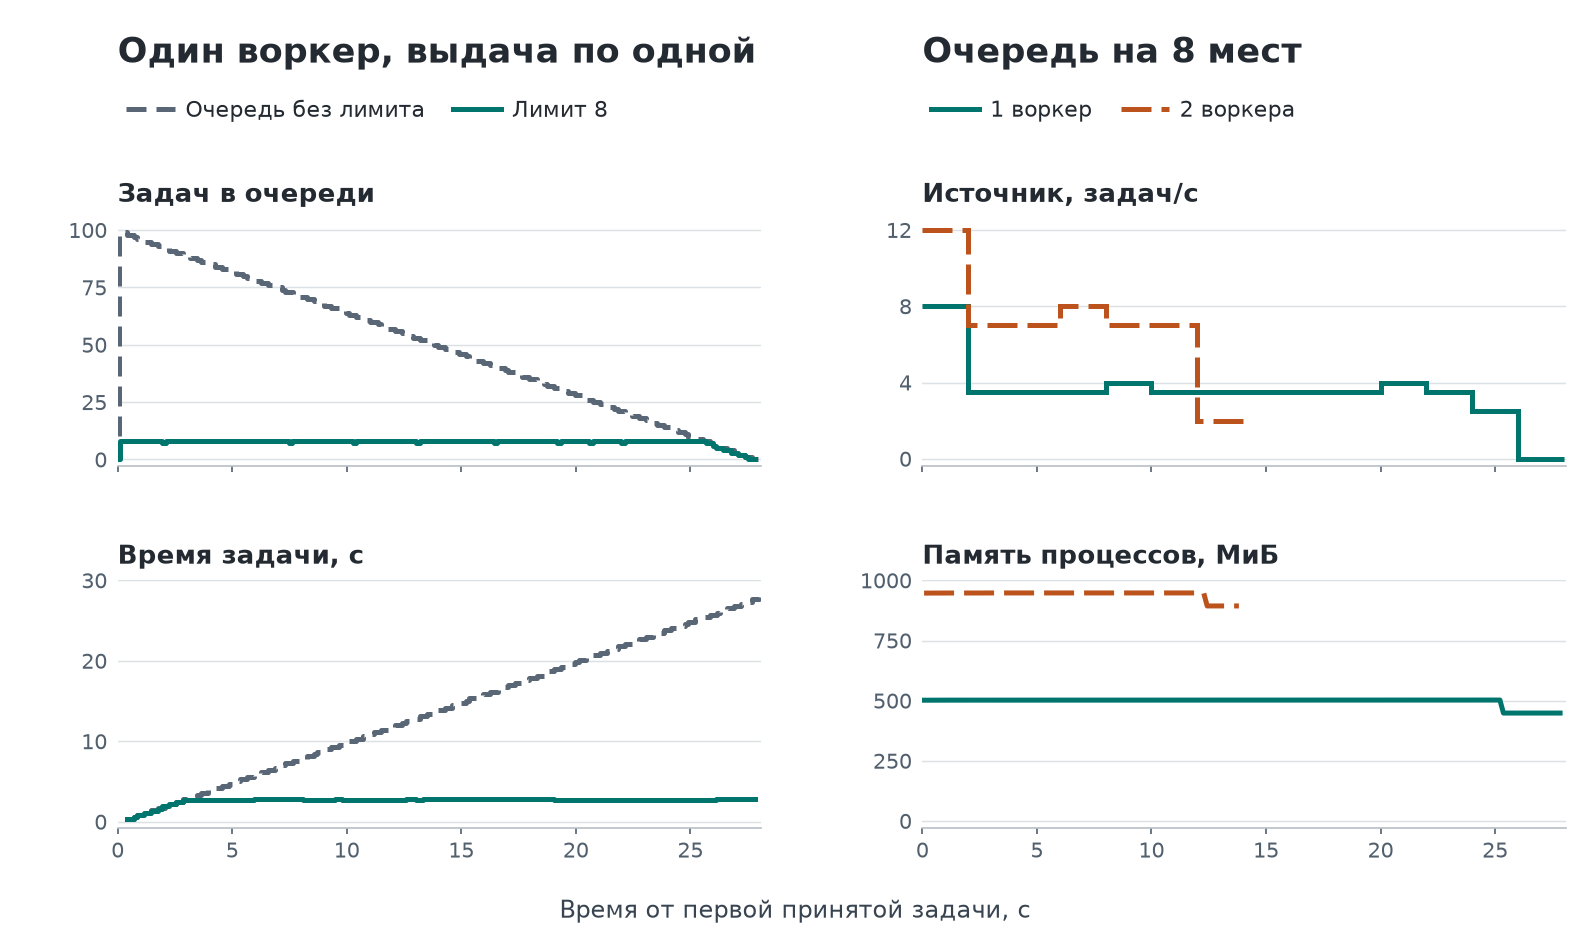 Один воркер, выдача по одной
Очередь без лимита
Лимит 8
Задач в очереди
100
75
50
25
0
Время задачи, с
30
20
10
0
0 5 10 15 20 25
Очередь на 8 мест
1 воркер
2 воркера
Источник, задач/с
12
8
4
0
Память процессов, МиБ
1000
750
500
250
0
0 5 10 15 20 25
Время от первой принятой задачи, с